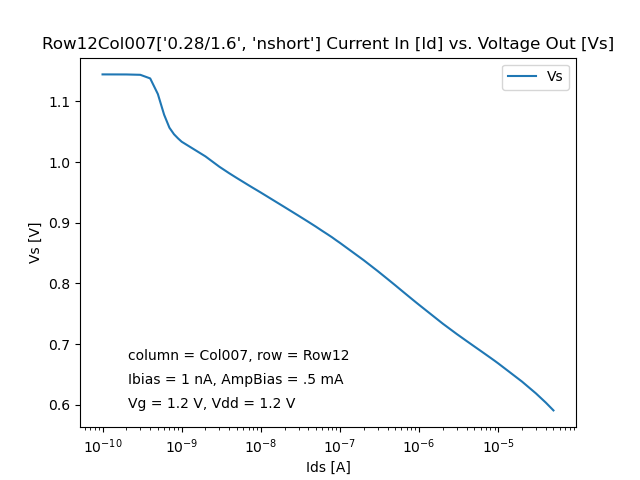 Row12Col007['0.28/1.6', 'nshort'] Current In [Id] vs. Voltage Out [Vs]
Vs
1.1
1.0
0.9
0.8
0.7
0.6
Vs [V]
column = Col007, row = Row12
Ibias = 1 nA, AmpBias = .5 mA
Vg = 1.2 V, Vdd = 1.2 V
10⁻¹⁰ 10⁻⁹ 10⁻⁸ 10⁻⁷ 10⁻⁶ 10⁻⁵
Ids [A]